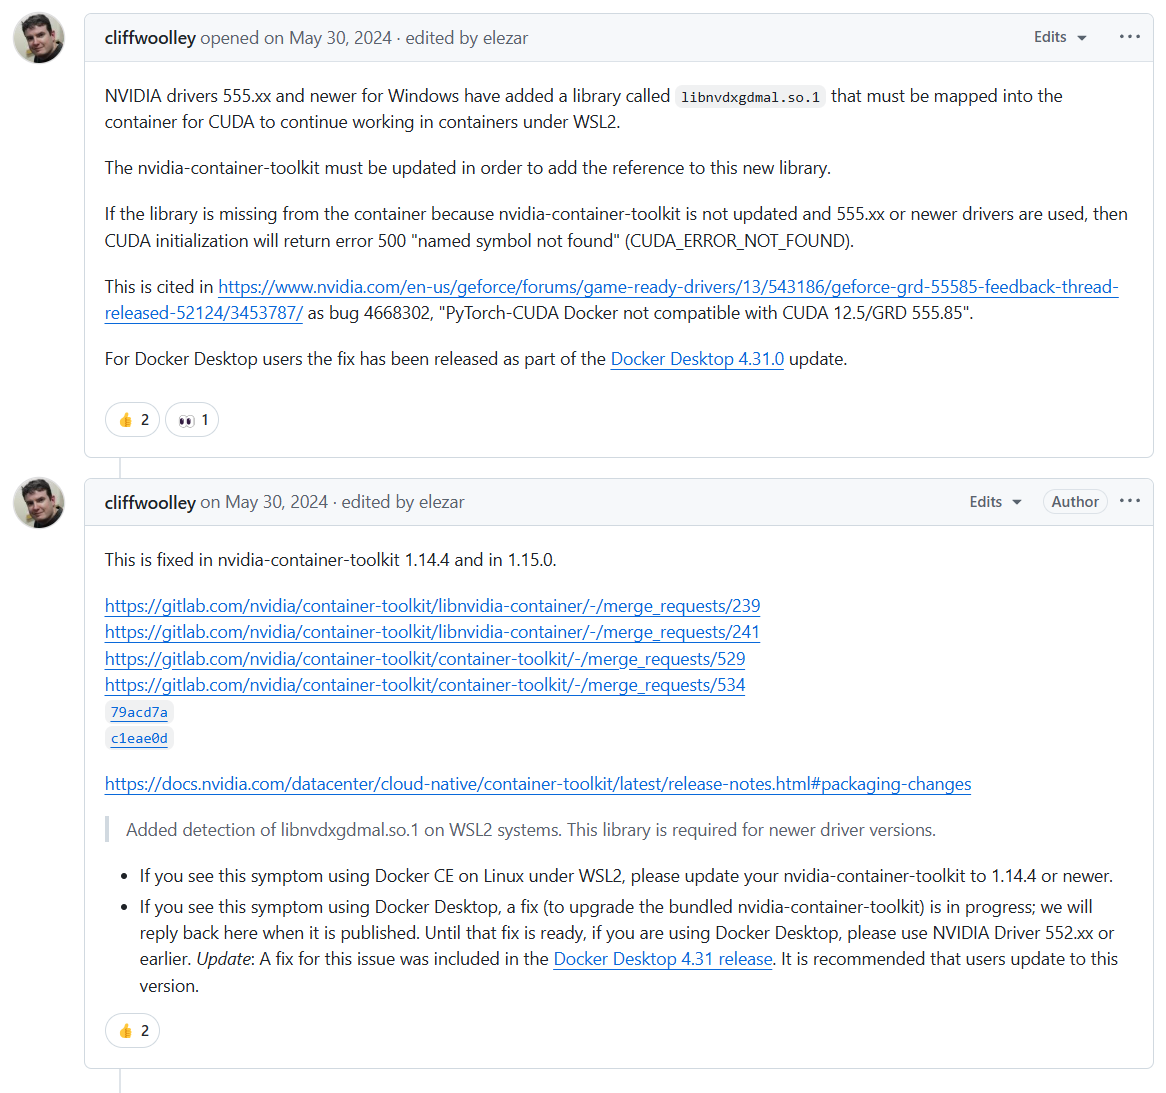 cliffwoolley opened on May 30, 2024 · edited by elezar
Edits
NVIDIA drivers 555.xx and newer for Windows have added a library called libnvdxgdmal.so.1 that must be mapped into the
container for CUDA to continue working in containers under WSL2.
The nvidia-container-toolkit must be updated in order to add the reference to this new library.
If the library is missing from the container because nvidia-container-toolkit is not updated and 555.xx or newer drivers are used, then
CUDA initialization will return error 500 "named symbol not found" (CUDA_ERROR_NOT_FOUND).
This is cited in https://www.nvidia.com/en-us/geforce/forums/game-ready-drivers/13/543186/geforce-grd-55585-feedback-thread-
released-52124/3453787/ as bug 4668302, "PyTorch-CUDA Docker not compatible with CUDA 12.5/GRD 555.85".
For Docker Desktop users the fix has been released as part of the Docker Desktop 4.31.0 update.
👍 2 👀 1
cliffwoolley on May 30, 2024 · edited by elezar
Edits
Author
This is fixed in nvidia-container-toolkit 1.14.4 and in 1.15.0.
https://gitlab.com/nvidia/container-toolkit/libnvidia-container/-/merge_requests/239
https://gitlab.com/nvidia/container-toolkit/libnvidia-container/-/merge_requests/241
https://gitlab.com/nvidia/container-toolkit/container-toolkit/-/merge_requests/529
https://gitlab.com/nvidia/container-toolkit/container-toolkit/-/merge_requests/534
79acd7a
c1eae0d
https://docs.nvidia.com/datacenter/cloud-native/container-toolkit/latest/release-notes.html#packaging-changes
Added detection of libnvdxgdmal.so.1 on WSL2 systems. This library is required for newer driver versions.
• If you see this symptom using Docker CE on Linux under WSL2, please update your nvidia-container-toolkit to 1.14.4 or newer.
• If you see this symptom using Docker Desktop, a fix (to upgrade the bundled nvidia-container-toolkit) is in progress; we will
reply back here when it is published. Until that fix is ready, if you are using Docker Desktop, please use NVIDIA Driver 552.xx or
earlier. Update: A fix for this issue was included in the Docker Desktop 4.31 release. It is recommended that users update to this
version.
👍 2